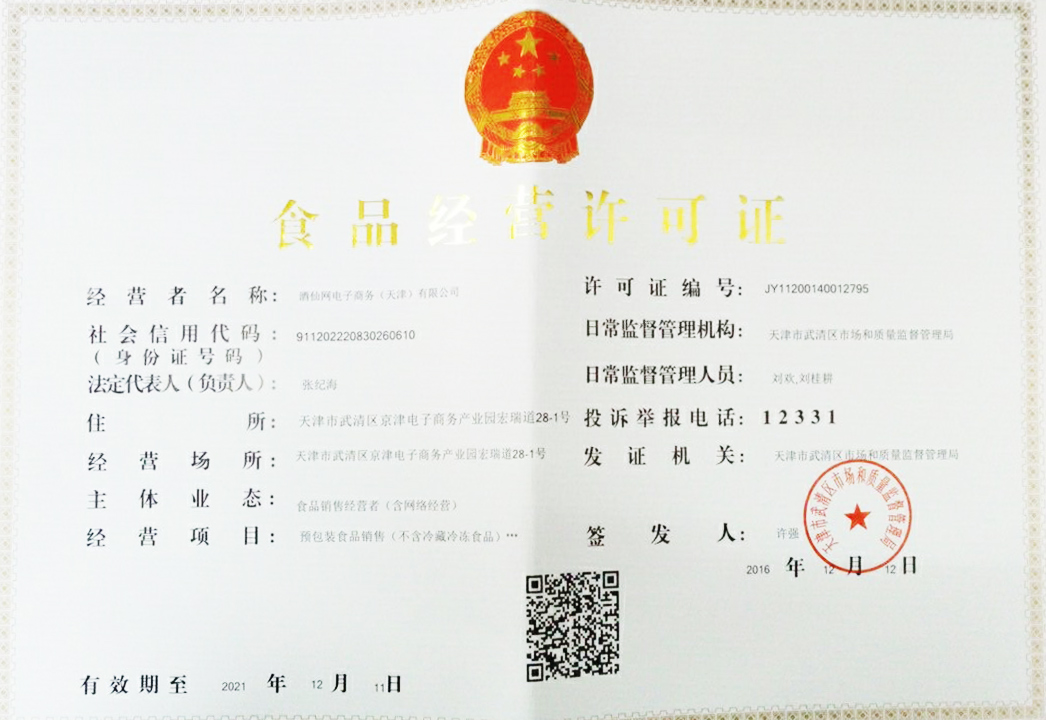 食品经营许可证
经营者名称: 酒仙网电子商务（天津）有限公司
社会信用代码: 911202220830260610
(身份证号码)
法定代表人(负责人): 张纪海
住所: 天津市武清区京津电子商务产业园宏瑞道28-1号
经营场所: 天津市武清区京津电子商务产业园宏瑞道28-1号
主体业态: 食品销售经营者（含网络经营）
经营项目: 预包装食品销售（不含冷藏冷冻食品）***
许可证编号: JY11200140012795
日常监督管理机构: 天津市武清区市场和质量监督管理局
日常监督管理人员: 刘欢,刘桂耕
投诉举报电话: 12331
发证机关: 天津市武清区市场和质量监督管理局
天津市武清区市场和质量监督管理局
签发人: 许强
2016 年 12 月 12 日
有效期至 2021 年 12 月 11 日